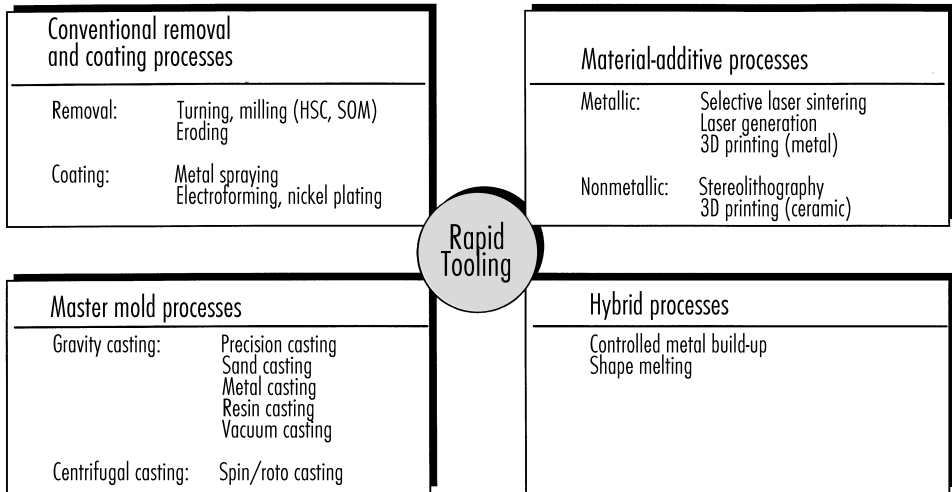 Conventional removal
and coating processes
Removal: Turning, milling (HSC, SOM)
Eroding
Coating: Metal spraying
Electroforming, nickel plating
Material-additive processes
Metallic: Selective laser sintering
Laser generation
3D printing (metal)
Nonmetallic: Stereolithography
3D printing (ceramic)
Rapid
Tooling
Master mold processes
Gravity casting: Precision casting
Sand casting
Metal casting
Resin casting
Vacuum casting
Centrifugal casting: Spin/roto casting
Hybrid processes
Controlled metal build-up
Shape melting